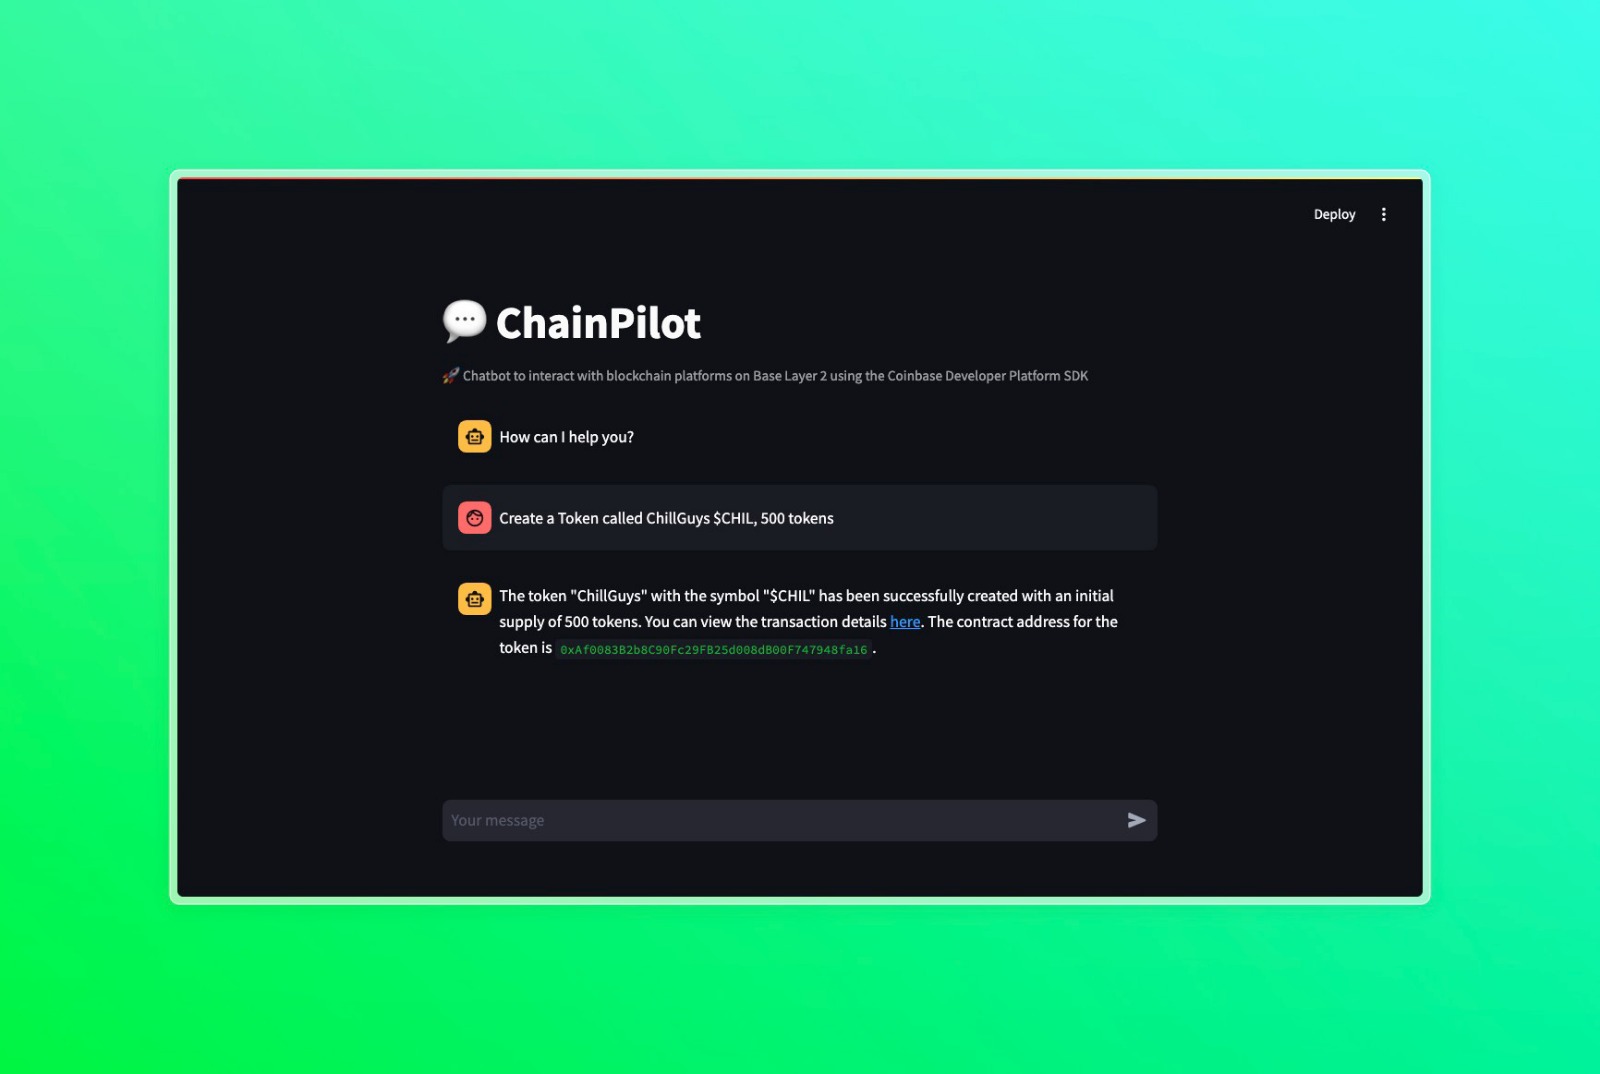 Deploy
💬 ChainPilot
🚀 Chatbot to interact with blockchain platforms on Base Layer 2 using the Coinbase Developer Platform SDK
How can I help you?
Create a Token called ChillGuys $CHIL, 500 tokens
The token "ChillGuys" with the symbol "$CHIL" has been successfully created with an initial
supply of 500 tokens. You can view the transaction details here. The contract address for the
token is 0xAf0083B2b8C90Fc29FB25d008dB00F747948fa16.
Your message